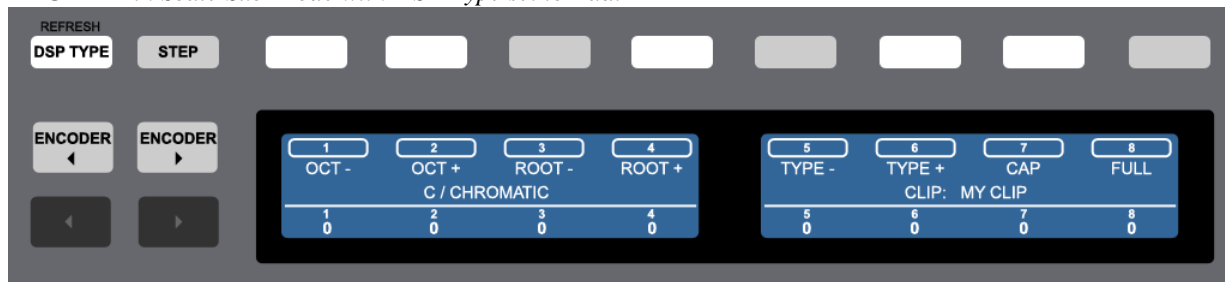 REFRESH
DSP TYPE STEP
ENCODER ENCODER
1 2 3 4 5 6 7 8
OCT - OCT + ROOT - ROOT + TYPE - TYPE + CAP FULL
C / CHROMATIC CLIP: MY CLIP
1 2 3 4 5 6 7 8
0 0 0 0 0 0 0 0